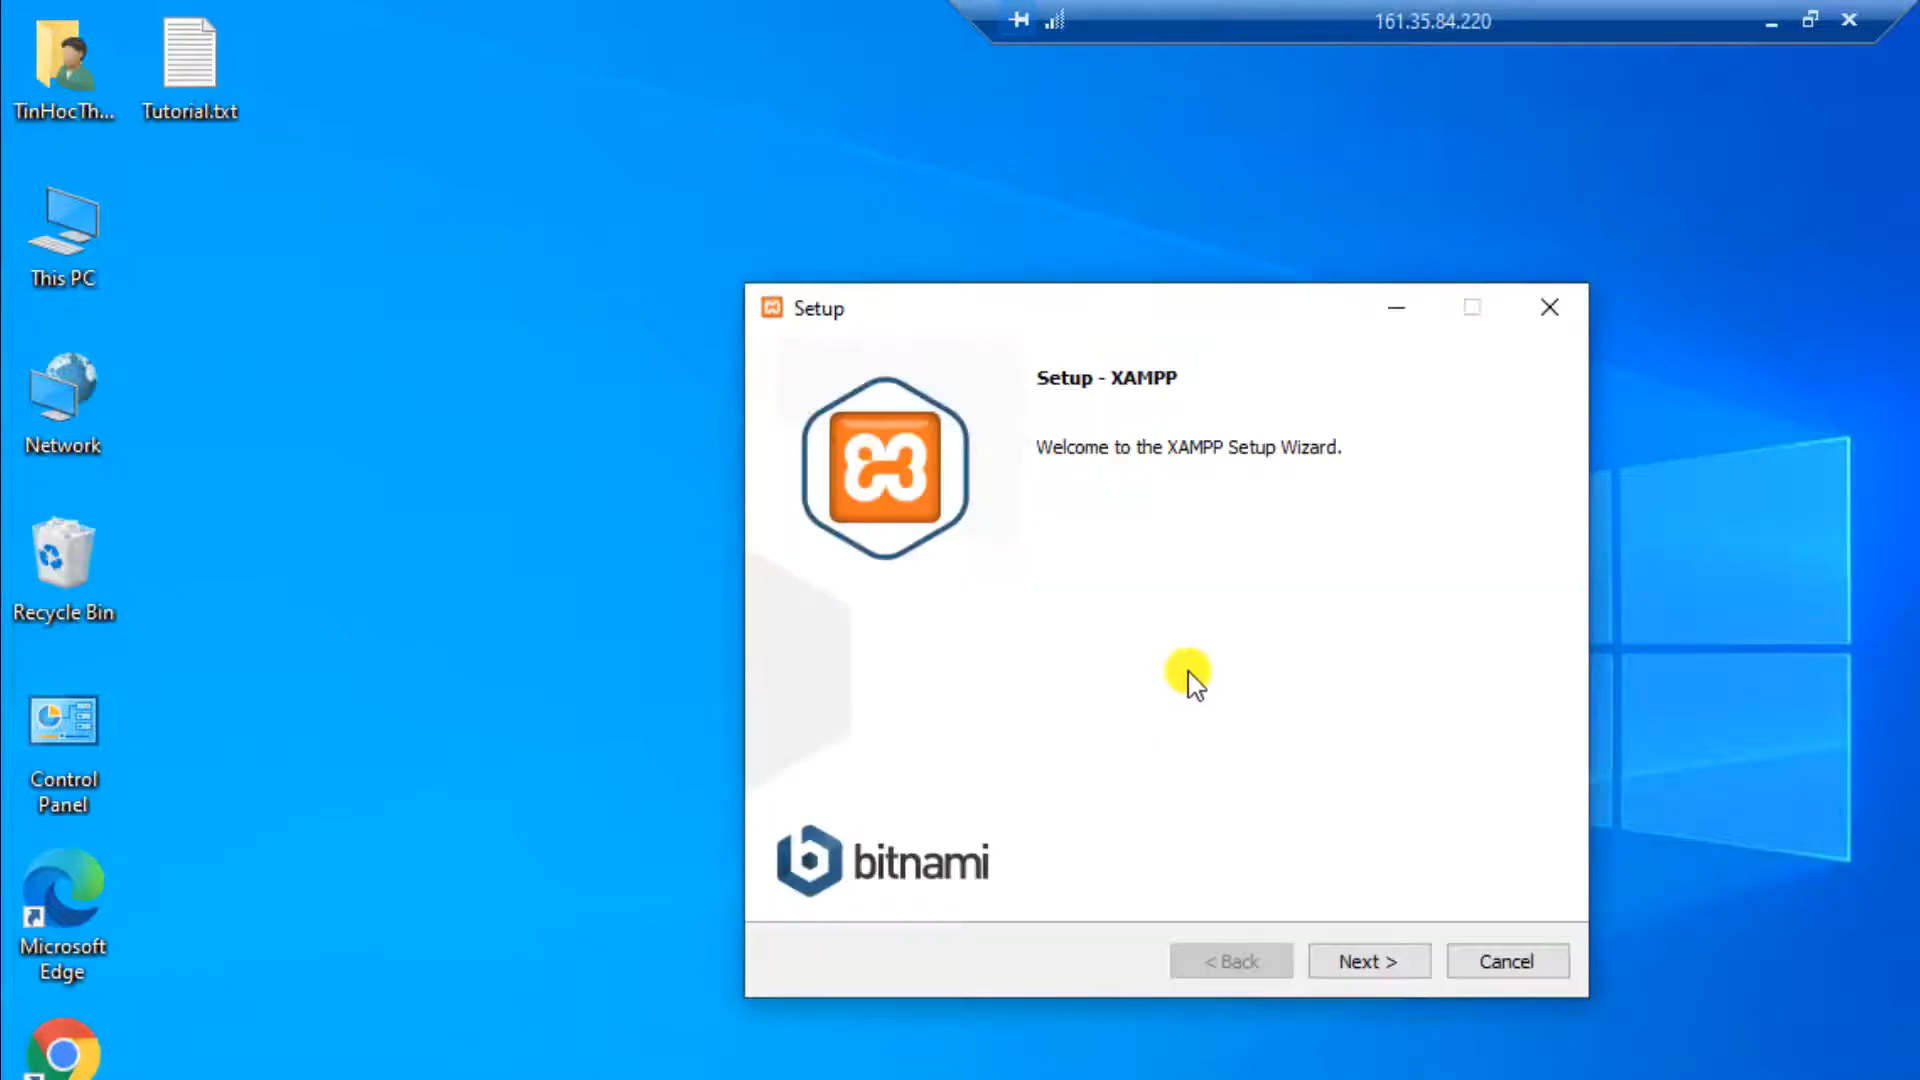 161.35.84.220
TinHocTh...
Tutorial.txt
This PC
Network
Recycle Bin
Control
Panel
Microsoft
Edge
Setup
Setup - XAMPP
Welcome to the XAMPP Setup Wizard.
bitnami
< Back
Next >
Cancel